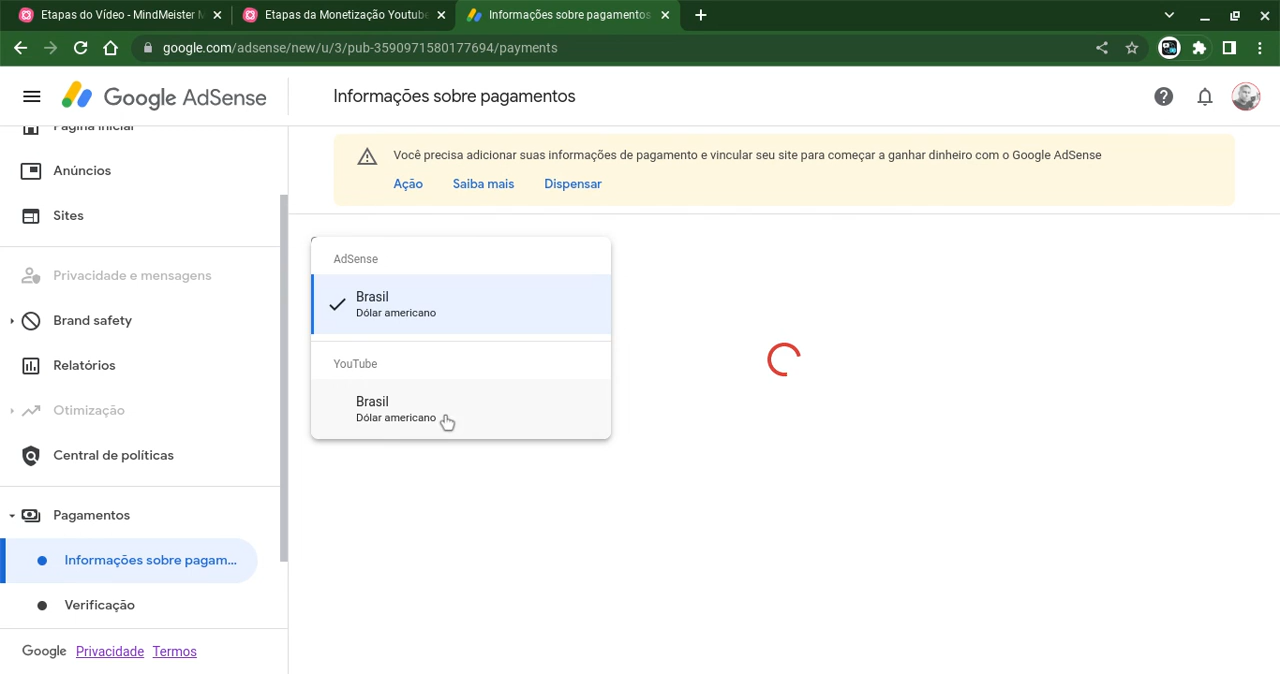 Etapas do Vídeo - MindMeister M
Etapas da Monetização Youtube
Informações sobre pagamentos
google.com/adsense/new/u/3/pub-3590971580177694/payments
Google AdSense
Informações sobre pagamentos
Página inicial
Você precisa adicionar suas informações de pagamento e vincular seu site para começar a ganhar dinheiro com o Google AdSense
Ação
Saiba mais
Dispensar
Anúncios
Sites
Privacidade e mensagens
Brand safety
Relatórios
Otimização
Central de políticas
Pagamentos
Informações sobre pagam...
Verificação
Google Privacidade Termos
AdSense
Brasil
Dólar americano
YouTube
Brasil
Dólar americano